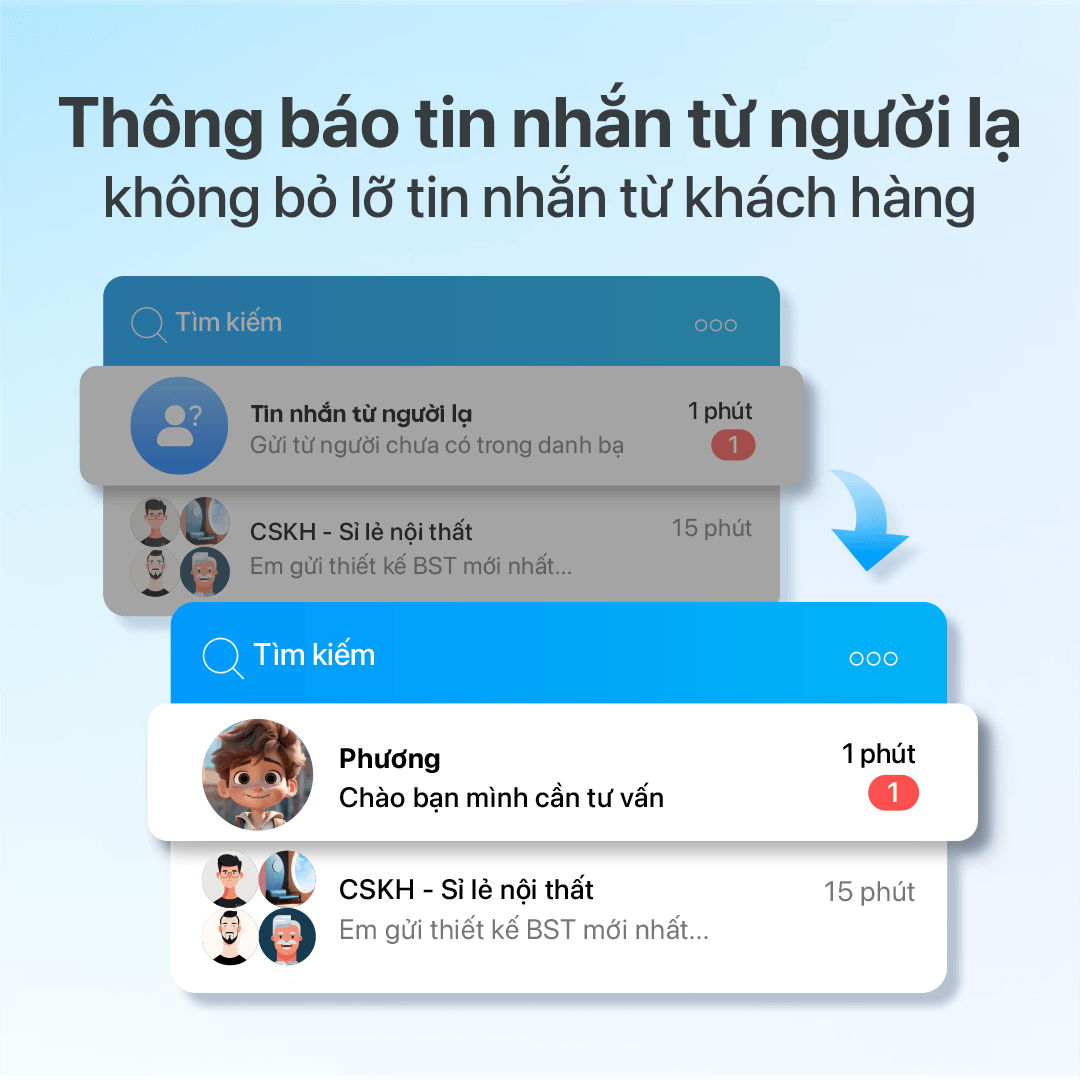 Thông báo tin nhắn từ người lạ
không bỏ lỡ tin nhắn từ khách hàng
Tìm kiếm
Tin nhắn từ người lạ
1 phút
Gửi từ người chưa có trong danh bạ
1
CSKH - Sỉ lẻ nội thất
15 phút
Em gửi thiết kế BST mới nhất...
Tìm kiếm
Phương
1 phút
Chào bạn mình cần tư vấn
1
CSKH - Sỉ lẻ nội thất
15 phút
Em gửi thiết kế BST mới nhất...